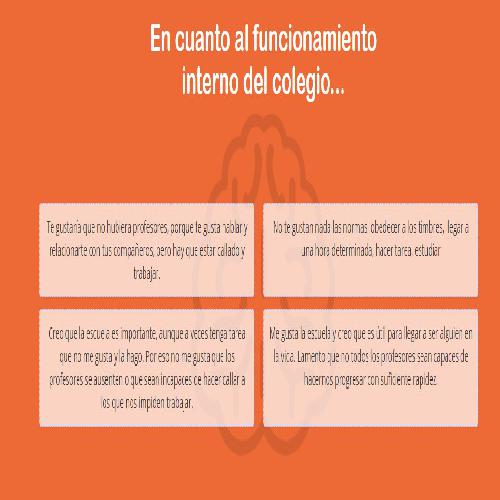 En cuanto al funcionamiento
interno del colegio...
Te gustaría que no hubiera profesores, porque te gusta hablar y
relacionarte con tus compañeros, pero hay que estar callado y
trabajar.
No te gustan nada las normas, obedecer a los timbres, llegar a
una hora determinada, hacer tarea, estudiar
Creo que la escuela es importante, aunque a veces tenga tarea
que no me gusta y la hago. Por eso no me gusta que los
profesores se ausenten o que sean incapaces de hacer callar a
los que nos impiden trabajar.
Me gusta la escuela y creo que es útil para llegar a ser alguien en
la vida. Lamento que no todos los profesores sean capaces de
hacernos progresar con suficiente rapidez.